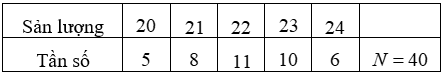 Sản lượng 20 21 22 23 24
Tần số 5 8 11 10 6 N = 40